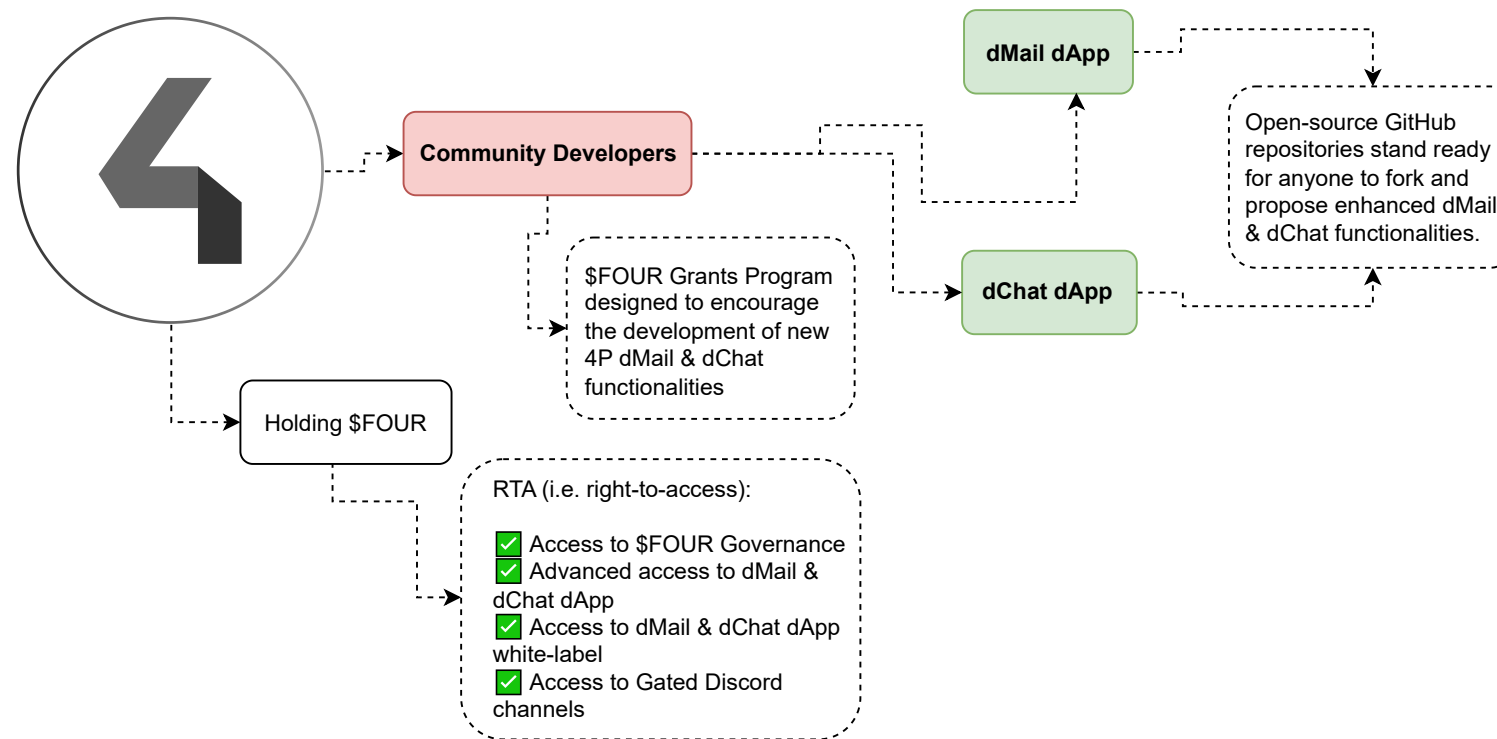 dMail dApp
Community Developers
Open-source GitHub
repositories stand ready
for anyone to fork and
propose enhanced dMail
& dChat functionalities.
$FOUR Grants Program
designed to encourage
the development of new
4P dMail & dChat
functionalities
dChat dApp
Holding $FOUR
RTA (i.e. right-to-access):
✅ Access to $FOUR Governance
✅ Advanced access to dMail &
dChat dApp
✅ Access to dMail & dChat dApp
white-label
✅ Access to Gated Discord
channels